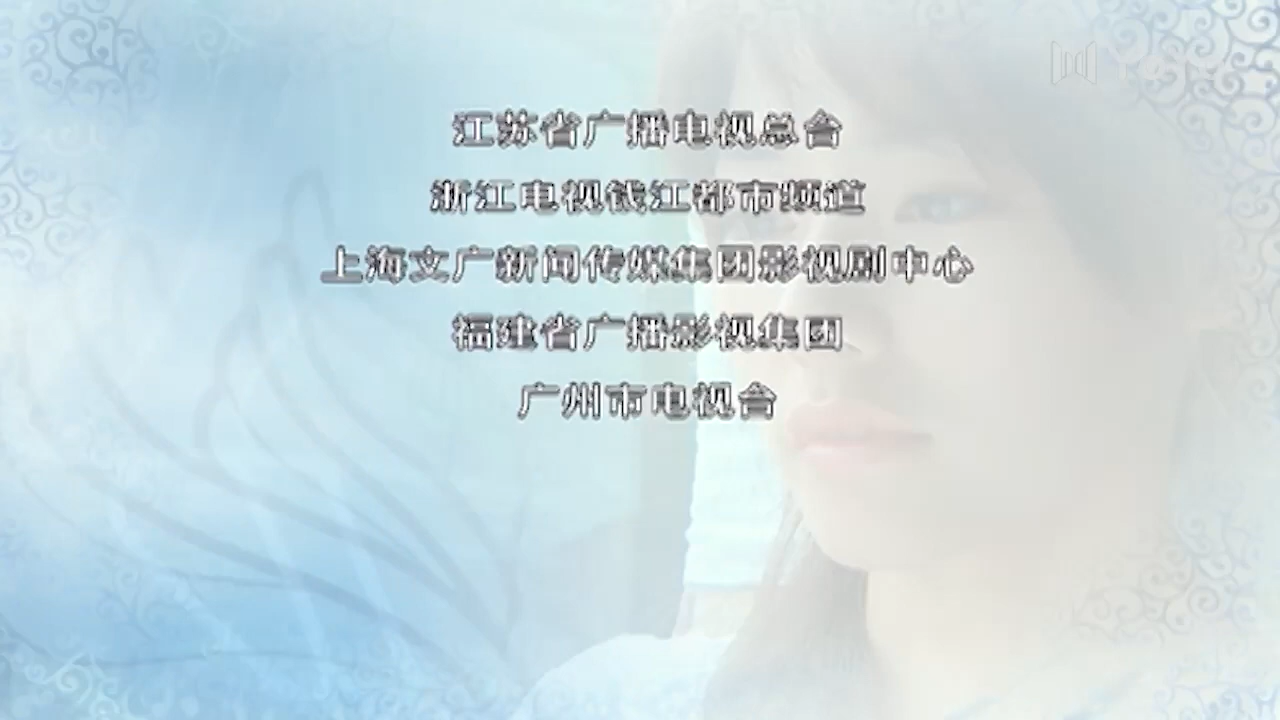 江苏省广播电视总台
浙江电视钱江都市频道
上海文广新闻传媒集团影视剧中心
福建省广播影视集团
广州市电视台